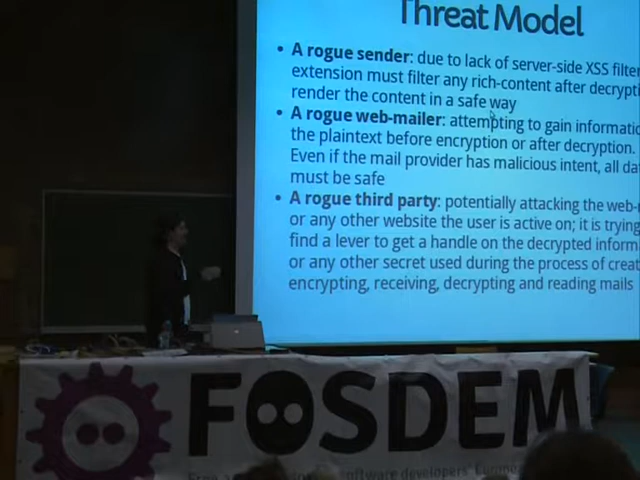 Threat Model
• A rogue sender: due to lack of server-side XSS filter
extension must filter any rich-content after decrypti
render the content in a safe way
• A rogue web-mailer: attempting to gain informatio
the plaintext before encryption or after decryption.
Even if the mail provider has malicious intent, all da
must be safe
• A rogue third party: potentially attacking the web-
or any other website the user is active on; it is trying
find a lever to get a handle on the decrypted inform
or any other secret used during the process of creat
encrypting, receiving, decrypting and reading mails
FOSDEM
software developers' Europe